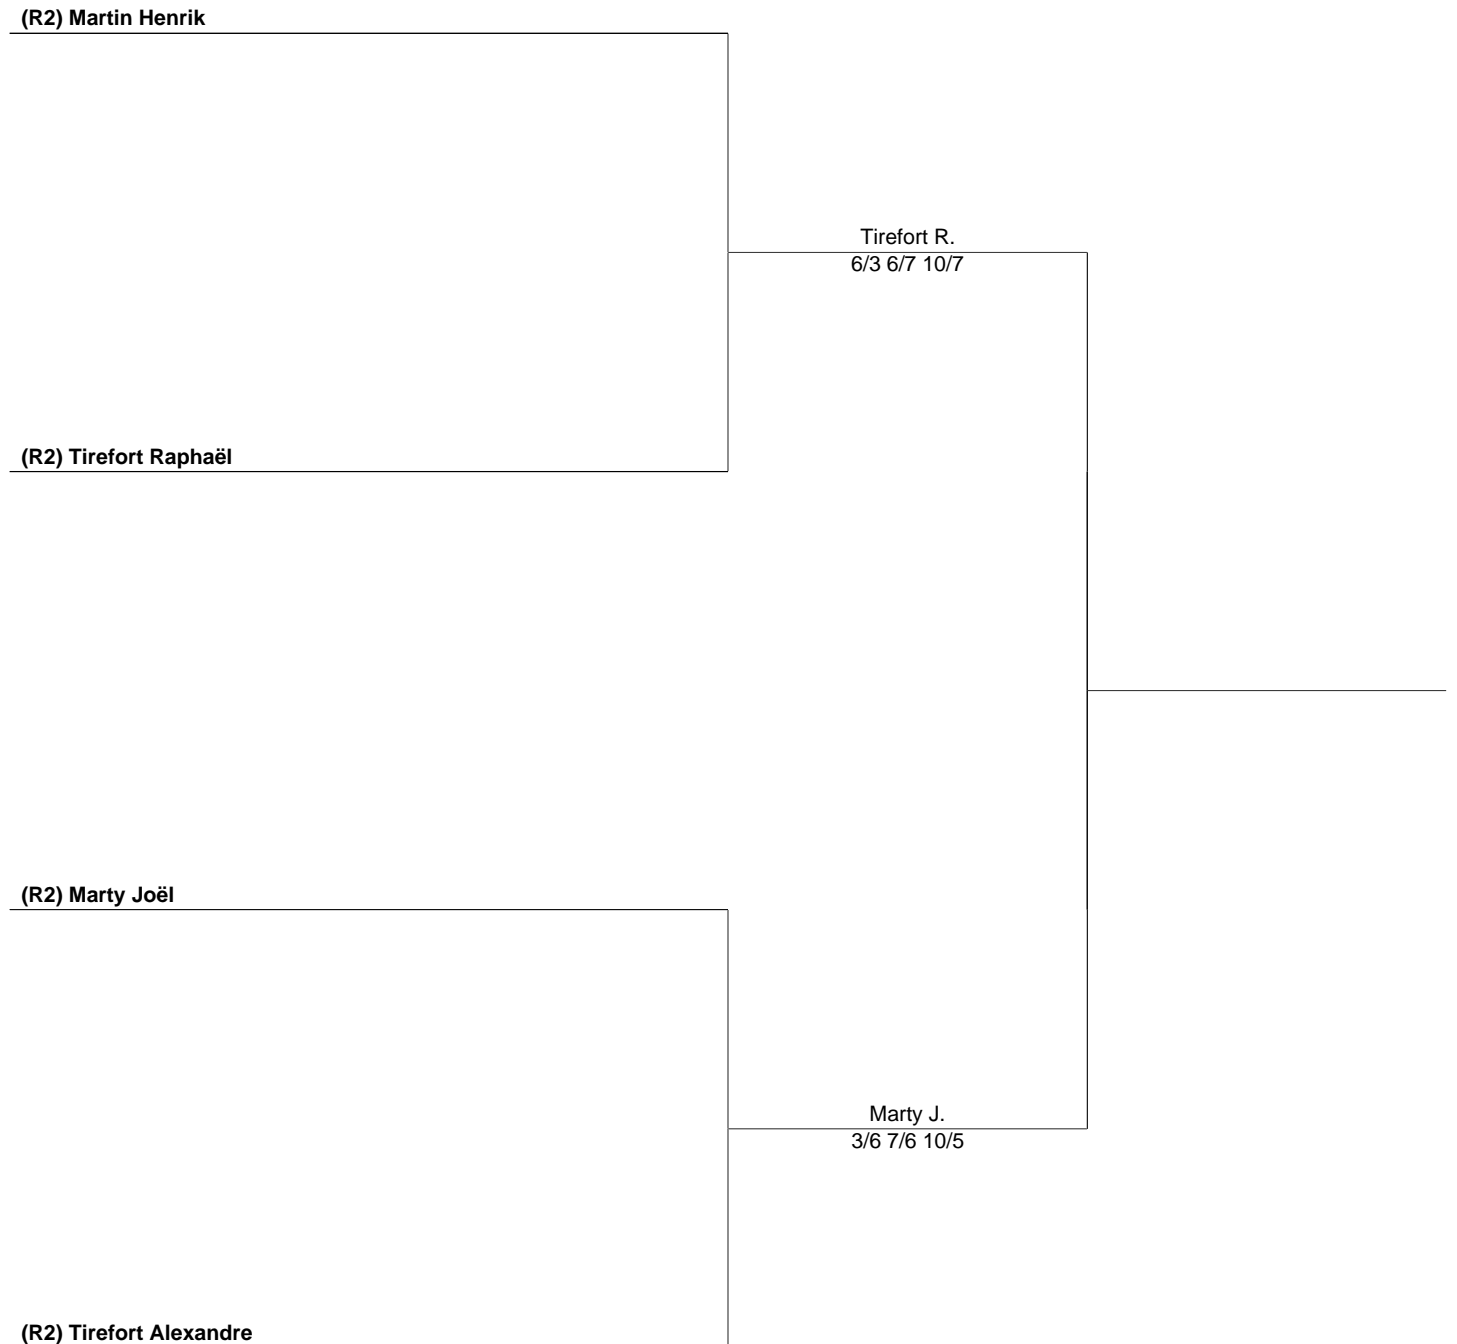 (R2) Martin Henrik
Tirefort R.
6/3 6/7 10/7
(R2) Tirefort Raphaël
(R2) Marty Joël
Marty J.
3/6 7/6 10/5
(R2) Tirefort Alexandre